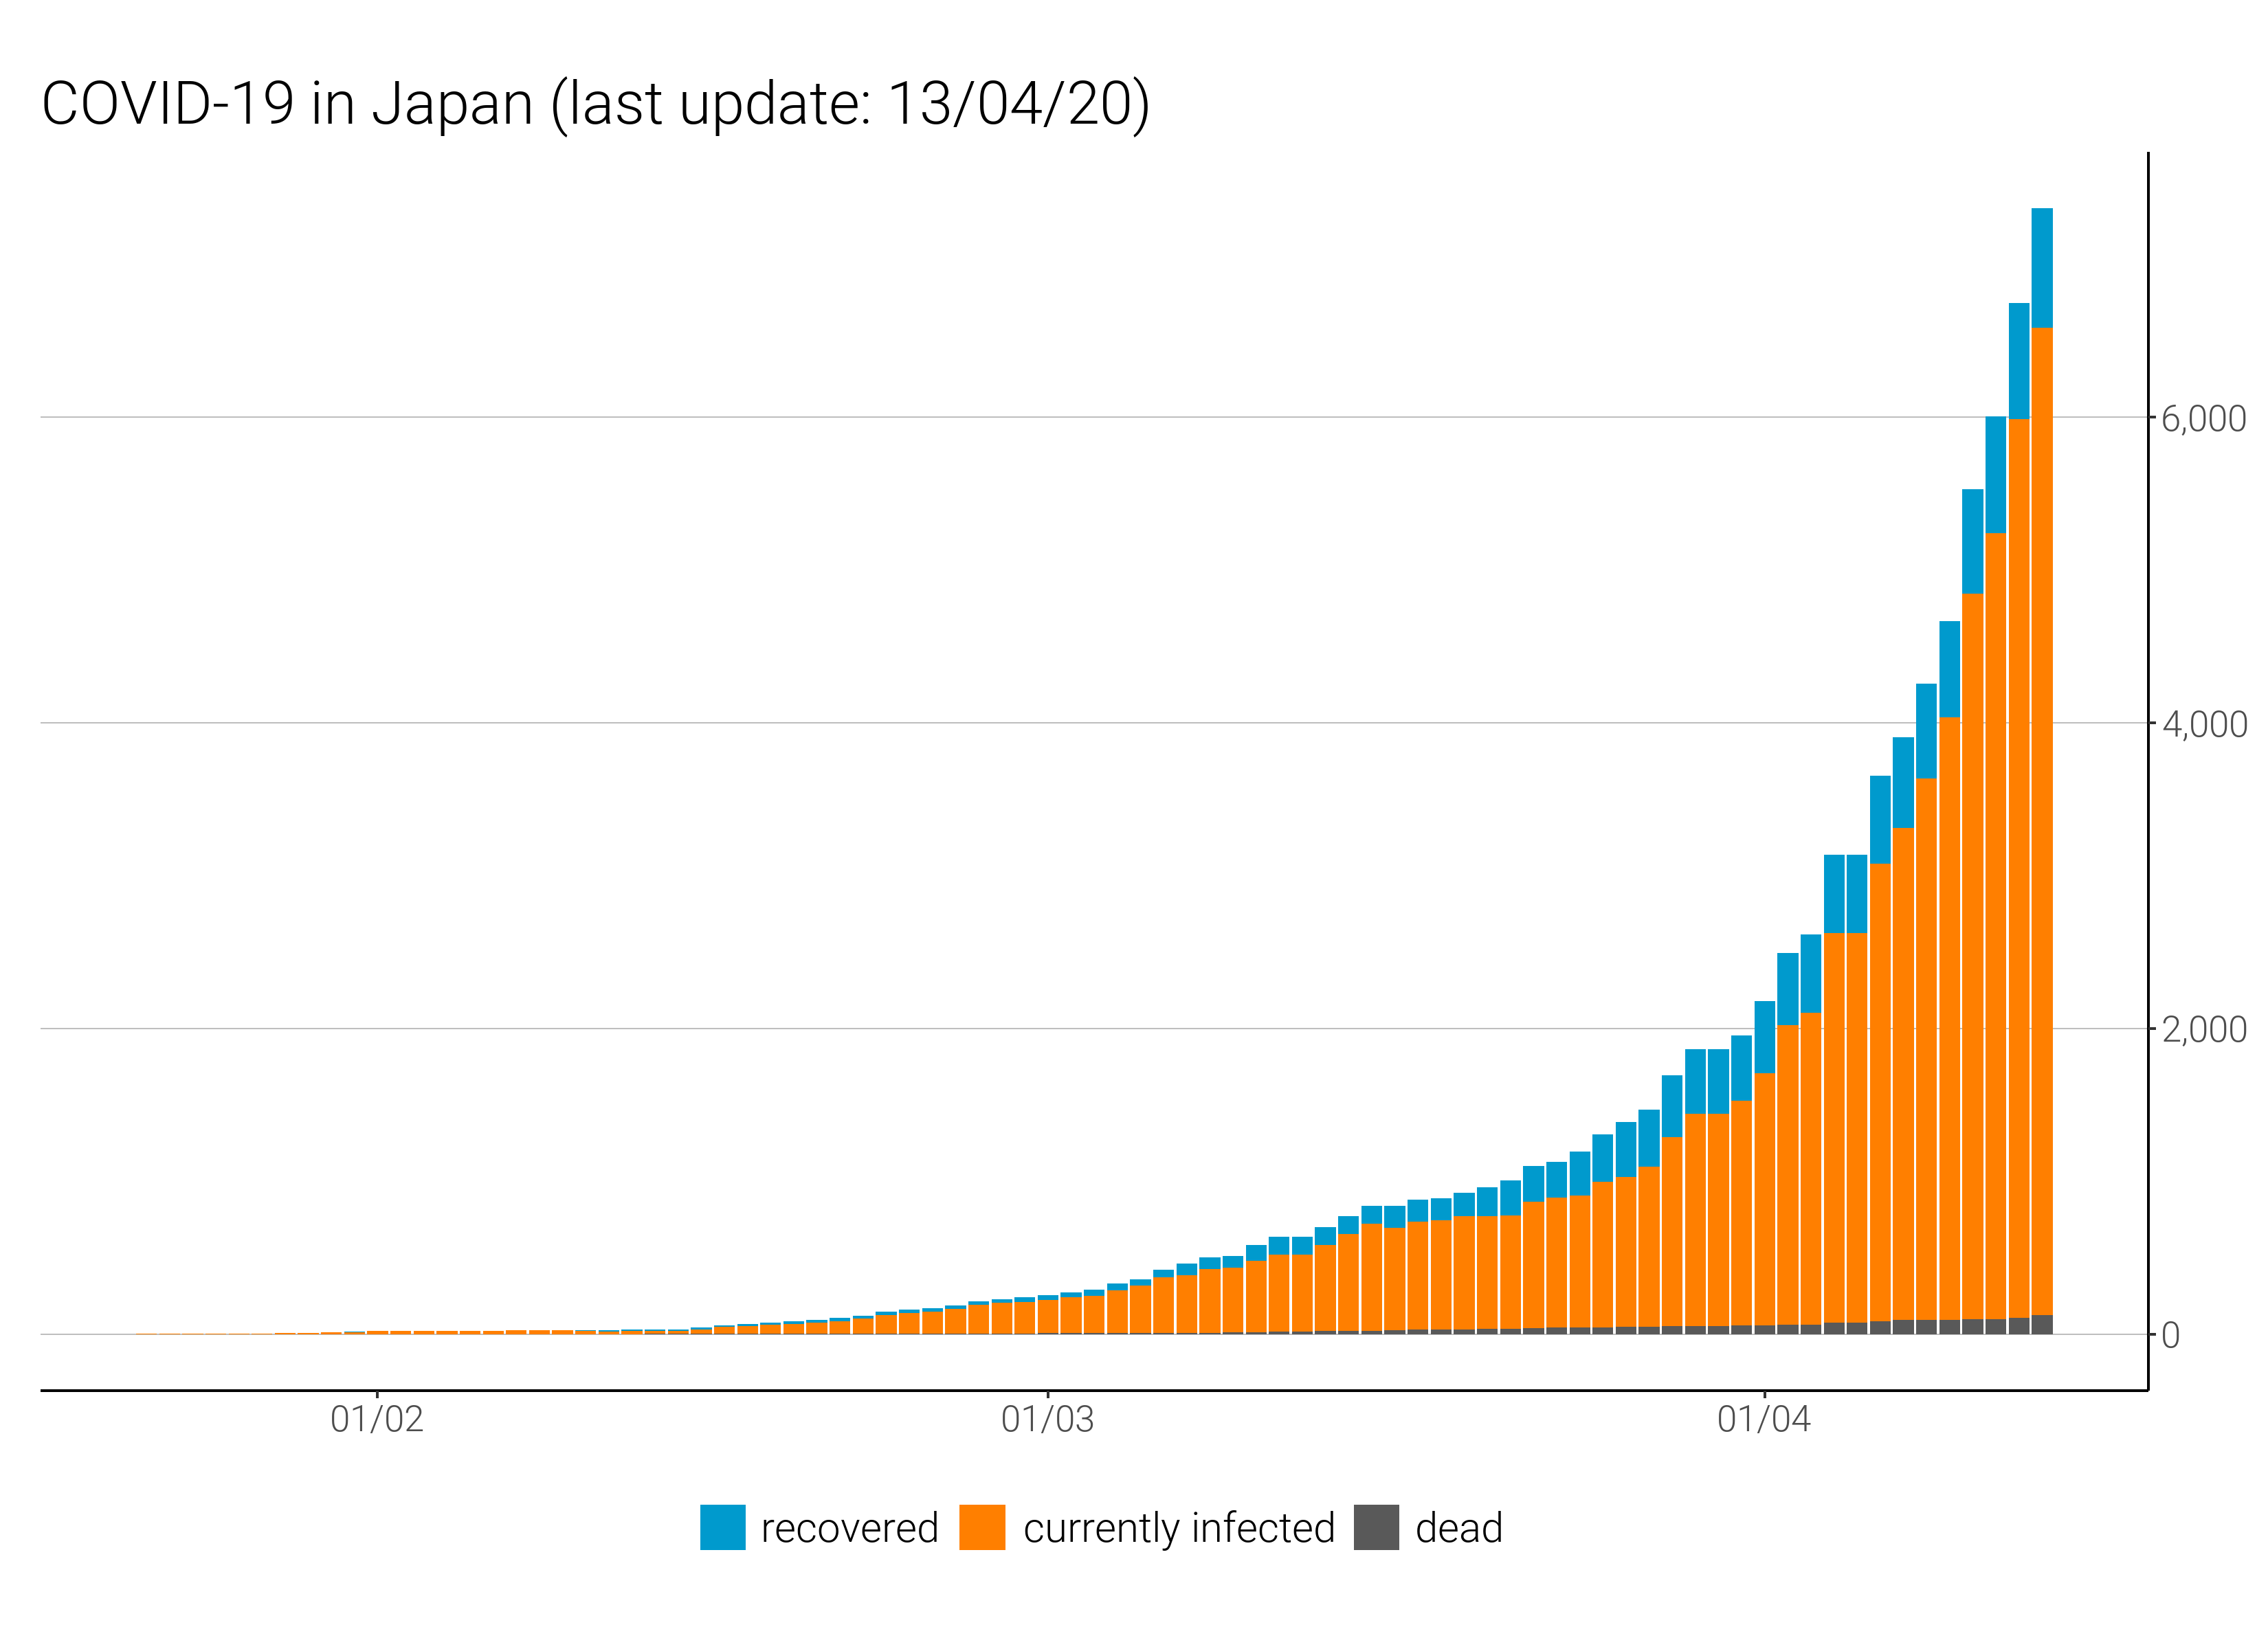 COVID-19 in Japan (last update: 13/04/20)
6,000
4,000
2,000
0
01/02 01/03 01/04
recovered currently infected dead